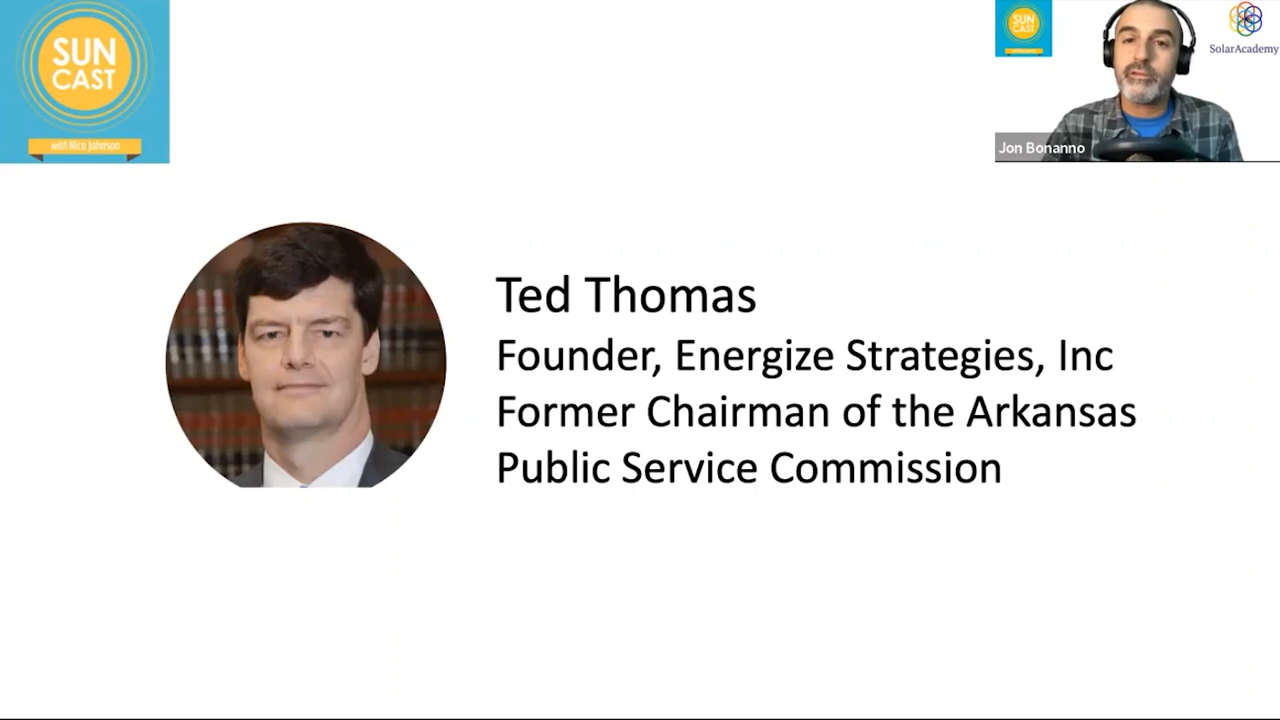 SUN
CAST
with Nico Johnson
SUN
CAST
SolarAcademy
Jon Bonanno
Ted Thomas
Founder, Energize Strategies, Inc
Former Chairman of the Arkansas
Public Service Commission